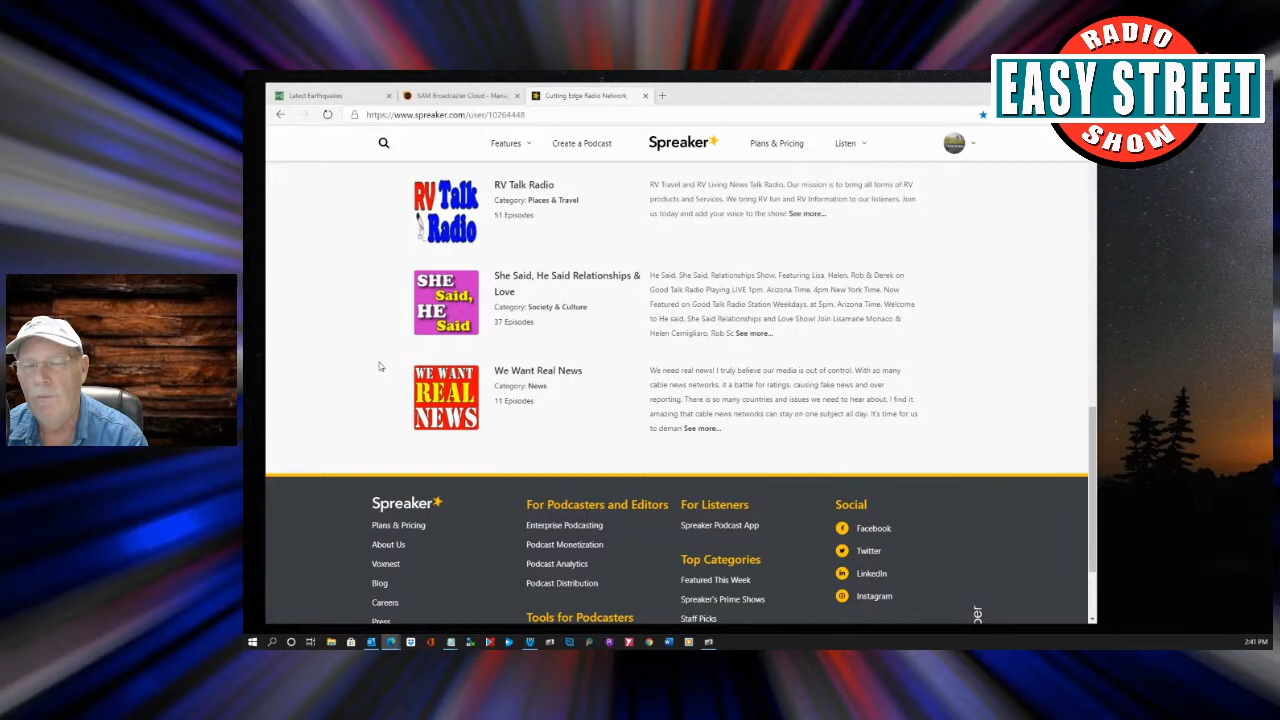 RADIO
EASY STREET
SHOW
Latest Earthquakes
SAM Broadcaster Cloud - Mana
Cutting Edge Radio Network
https://www.spreaker.com/user/10264448
Features
Create a Podcast
Spreaker
Plans & Pricing
Listen
RV Talk Radio
RV Talk Radio
Category: Places & Travel
51 Episodes
RV Travel and RV Living News Talk Radio. Our mission is to bring all forms of RV
products and Services. We bring RV fun and RV Information to our listeners. Join
us today and add your voice to the show! See more...
SHE Said, HE Said
She Said, He Said Relationships &
Love
Category: Society & Culture
37 Episodes
He Said, She Said, Relationships Show, Featuring Lisa, Helen, Rob & Derek on
Good Talk Radio Playing LIVE 1pm, Arizona Time. 4pm New York Time. Now
Featured on Good Talk Radio Station Weekdays, at 5pm, Arizona Time. Welcome
to He said, She Said Relationships and Love Show! Join Lisamarie Monaco &
Helen Cernigliaro, Rob Sc See more...
WE WANT REAL NEWS
We Want Real News
Category: News
11 Episodes
We need real news! I truly believe our media is out of control. With so many
cable news networks, it a battle for ratings, causing fake news and over
reporting. There is so many countries and issues we need to hear about, I find it
amazing that cable news networks can stay on one subject all day. It's time for us
to deman See more...
Spreaker
Plans & Pricing
About Us
Voxnest
Blog
Careers
Press
For Podcasters and Editors
Enterprise Podcasting
Podcast Monetization
Podcast Analytics
Podcast Distribution
Tools for Podcasters
For Listeners
Spreaker Podcast App
Top Categories
Featured This Week
Spreaker's Prime Shows
Staff Picks
Social
Facebook
Twitter
LinkedIn
Instagram
2:41 PM